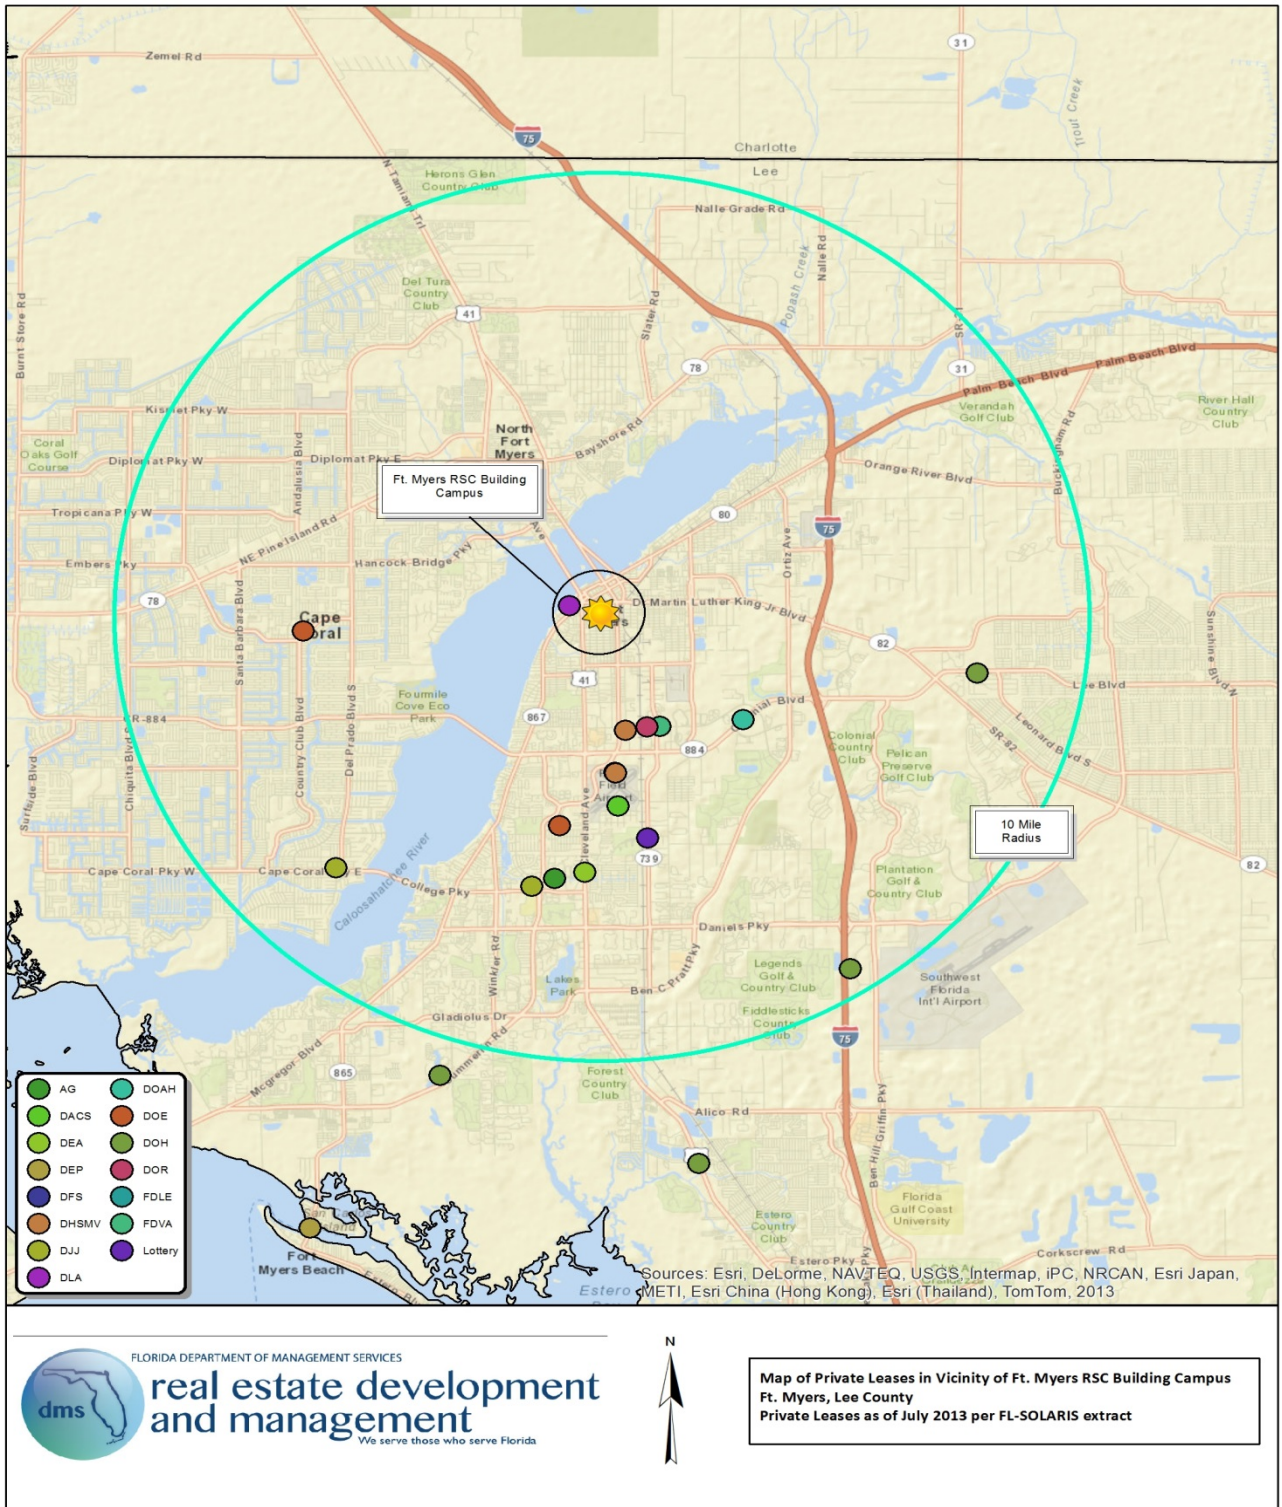 Zemel Rd
31
Trout Creek
75
Charlotte
Lee
Herons Glen
Country Club
N Tamiami Trl
Nalle Grade Rd
Nalle Rd
Popash Creek
Del Tura
Country
Club
41
Slater Rd
SR-31
Burnt Store Rd
78
31
Palm Beach Blvd
Palm Beach Blvd
Kismet Pky W
Verandah
Golf Club
River Hall
Country
Club
Coral
Oaks Golf
Course
North
Fort
Myers
Bayshore Rd
Buckingham Rd
Andalusia Blvd
Diplomat Pky W
Diplomat Pky E
Orange River Blvd
Ft. Myers RSC Building
Campus
Tropicana Pky W
80
75
Ave
NE Pine Island Rd
Ortiz Ave
Embers Pky
Hancock Bridge Pky
78
Santa Barbara Blvd
Martin Luther King Jr Blvd
Cape
82
Sunshine Blvd N
41
Lee Blvd
Fourmile
Cove Eco
Park
CR-884
867
884
Colonial
Country
Club
Pelican
Preserve
Golf Club
Leonard Blvd S
SR-82
Surfside Blvd
Chiquita Blvd S
Country Club Blvd
Del Prado Blvd S
Field
10 Mile
Radius
Cleveland Ave
739
82
Cape Coral Pky W
Cape Coral
College Pky
Caloosahatchee River
Plantation
Golf &
Country Club
Daniels Pky
Winkler Rd
Lakes
Park
Ben C Pratt Pky
Legends
Golf &
Country Club
Southwest
Florida
Int'l Airport
Gladiolus Dr
Fiddlesticks
Country
Club
75
Mcgregor Blvd
865
Forest
Country
Club
Alico Rd
Ben Hill Griffin Pky
AG
DACS
DEA
DEP
DFS
DHSMV
DJJ
DLA
DOAH
DOE
DOH
DOR
FDLE
FDVA
Lottery
Florida
Gulf Coast
University
San Carlos
Island
Fort
Myers Beach
Estero
Country
Club
Estero Pky
Corkscrew Rd
Estero
Sources: Esri, DeLorme, NAVTEQ, USGS, Intermap, iPC, NRCAN, Esri Japan,
METI, Esri China (Hong Kong), Esri (Thailand), TomTom, 2013
FLORIDA DEPARTMENT OF MANAGEMENT SERVICES
dms
real estate development
and management
We serve those who serve Florida
N
Map of Private Leases in Vicinity of Ft. Myers RSC Building Campus
Ft. Myers, Lee County
Private Leases as of July 2013 per FL-SOLARIS extract